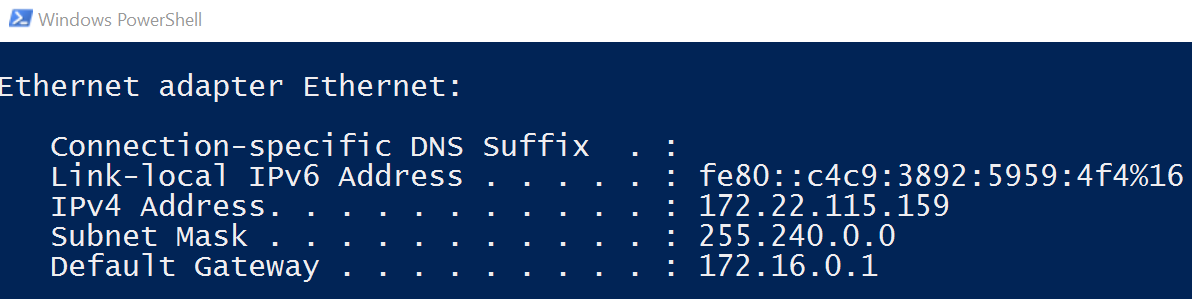 Windows PowerShell
Ethernet adapter Ethernet:
Connection-specific DNS Suffix  . :
Link-local IPv6 Address . . . . . : fe80::c4c9:3892:5959:4f4%16
IPv4 Address. . . . . . . . . . . : 172.22.115.159
Subnet Mask . . . . . . . . . . . : 255.240.0.0
Default Gateway . . . . . . . . . : 172.16.0.1